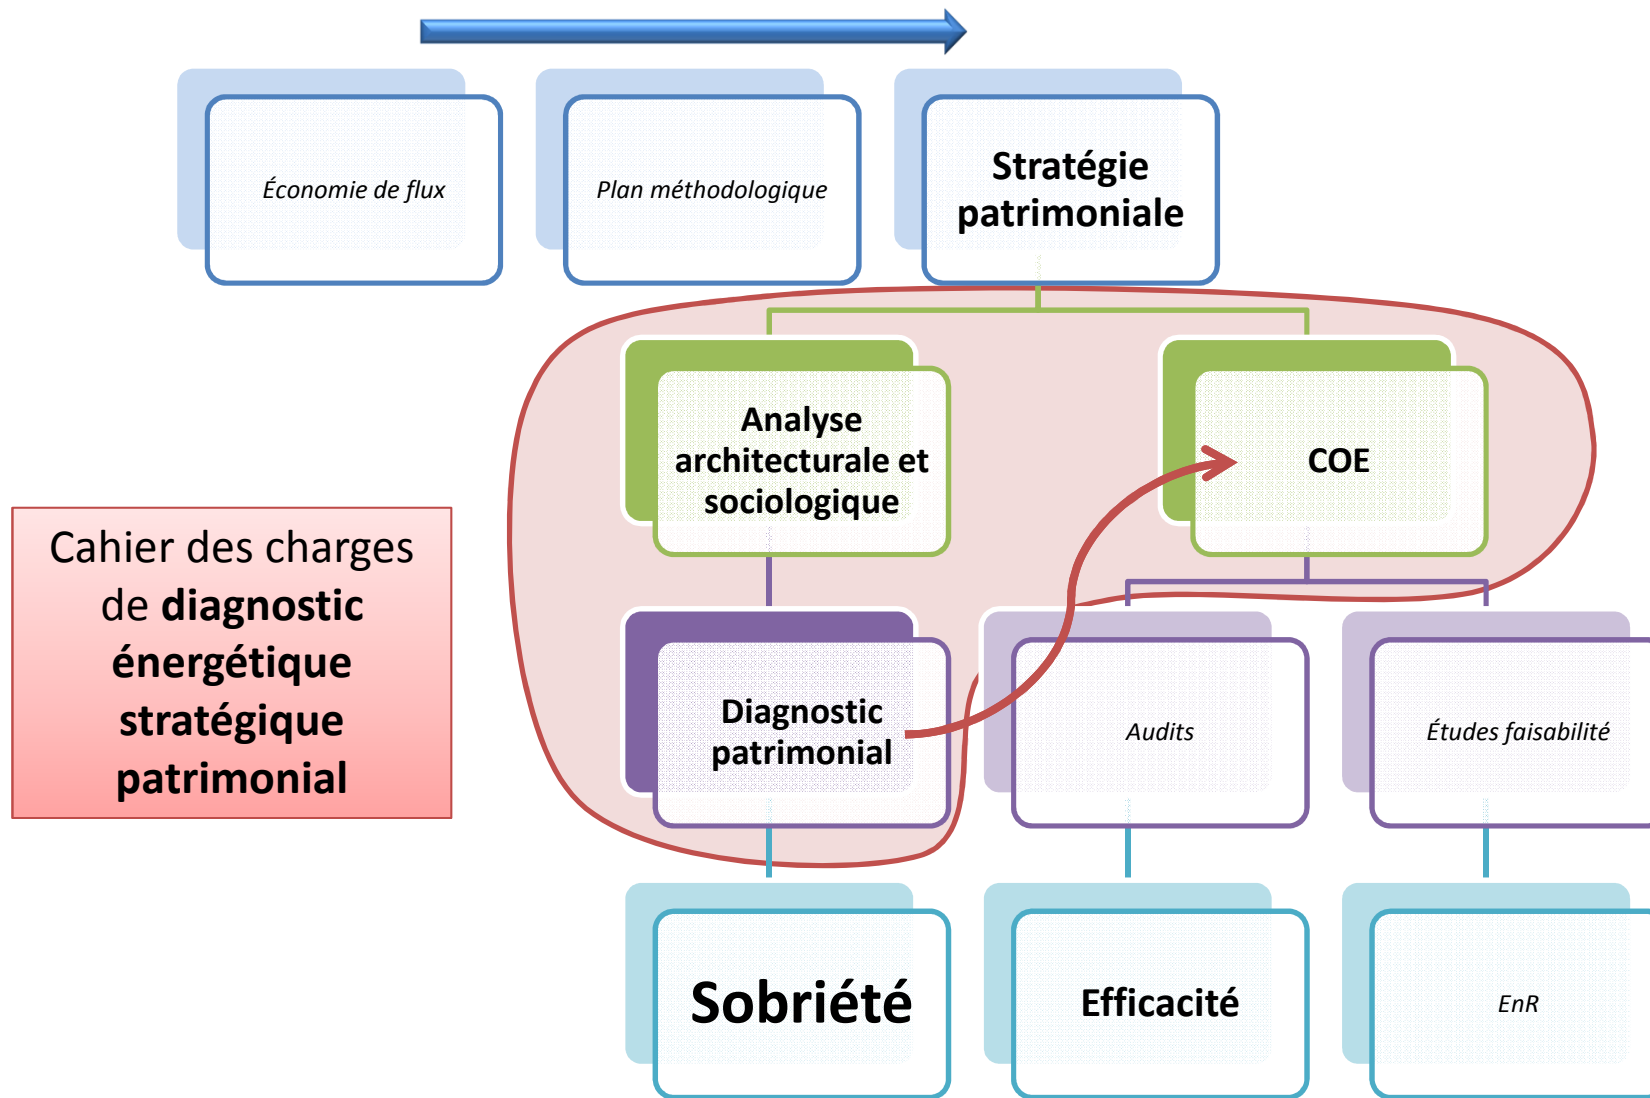 Économie de flux
Plan méthodologique
Stratégie
patrimoniale
Analyse
architecturale et
sociologique
COE
Cahier des charges
de diagnostic
énergétique
stratégique
patrimonial
Diagnostic
patrimonial
Audits
Études faisabilité
Sobriété
Efficacité
EnR